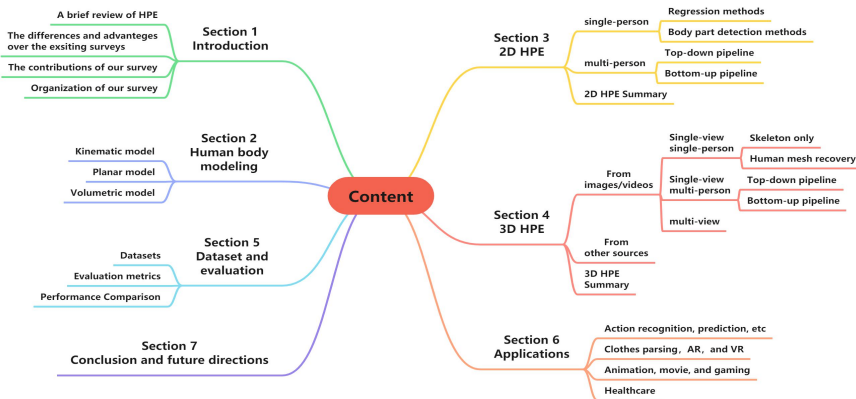 Section 1
Introduction
A brief review of HPE
The differences and advanteges
over the exsiting surveys
The contributions of our survey
Organization of our survey
Section 2
Human body
modeling
Kinematic model
Planar model
Volumetric model
Section 5
Dataset and
evaluation
Datasets
Evaluation metrics
Performance Comparison
Section 7
Conclusion and future directions
Content
Section 3
2D HPE
single-person
Regression methods
Body part detection methods
multi-person
Top-down pipeline
Bottom-up pipeline
2D HPE Summary
Section 4
3D HPE
From
images/videos
Single-view
single-person
Skeleton only
Human mesh recovery
Single-view
multi-person
Top-down pipeline
Bottom-up pipeline
multi-view
From
other sources
3D HPE
Summary
Section 6
Applications
Action recognition, prediction, etc
Clothes parsing，AR，and VR
Animation, movie, and gaming
Healthcare